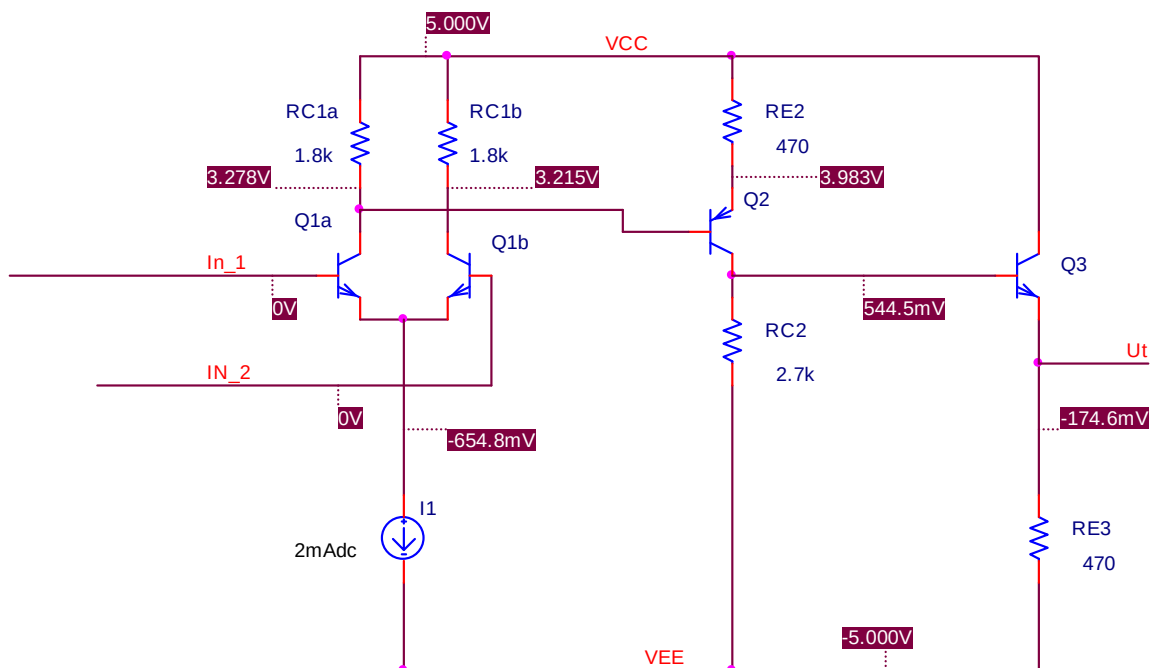 5.000V
VCC
RC1a
RC1b
RE2
1.8k
1.8k
470
3.278V
3.215V
3.983V
Q2
Q1a
Q1b
In_1
Q3
0V
544.5mV
RC2
Ut
IN_2
2.7k
0V
-174.6mV
-654.8mV
I1
RE3
2mAdc
470
-5.000V
VEE